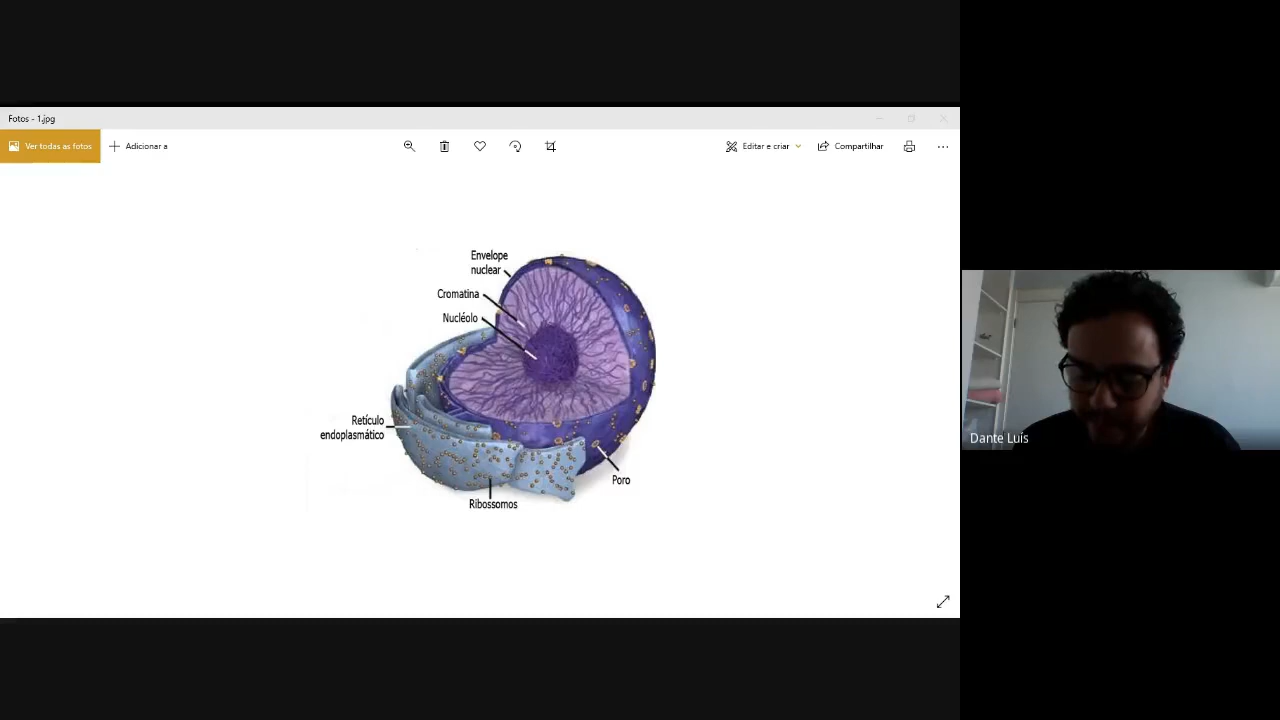 Fotos - 1.jpg
Ver todas as fotos
Adicionar a
Editar e criar
Compartilhar
Envelope
nuclear
Cromatina
Nucléolo
Retículo
endoplasmático
Poro
Ribossomos
Dante Luís